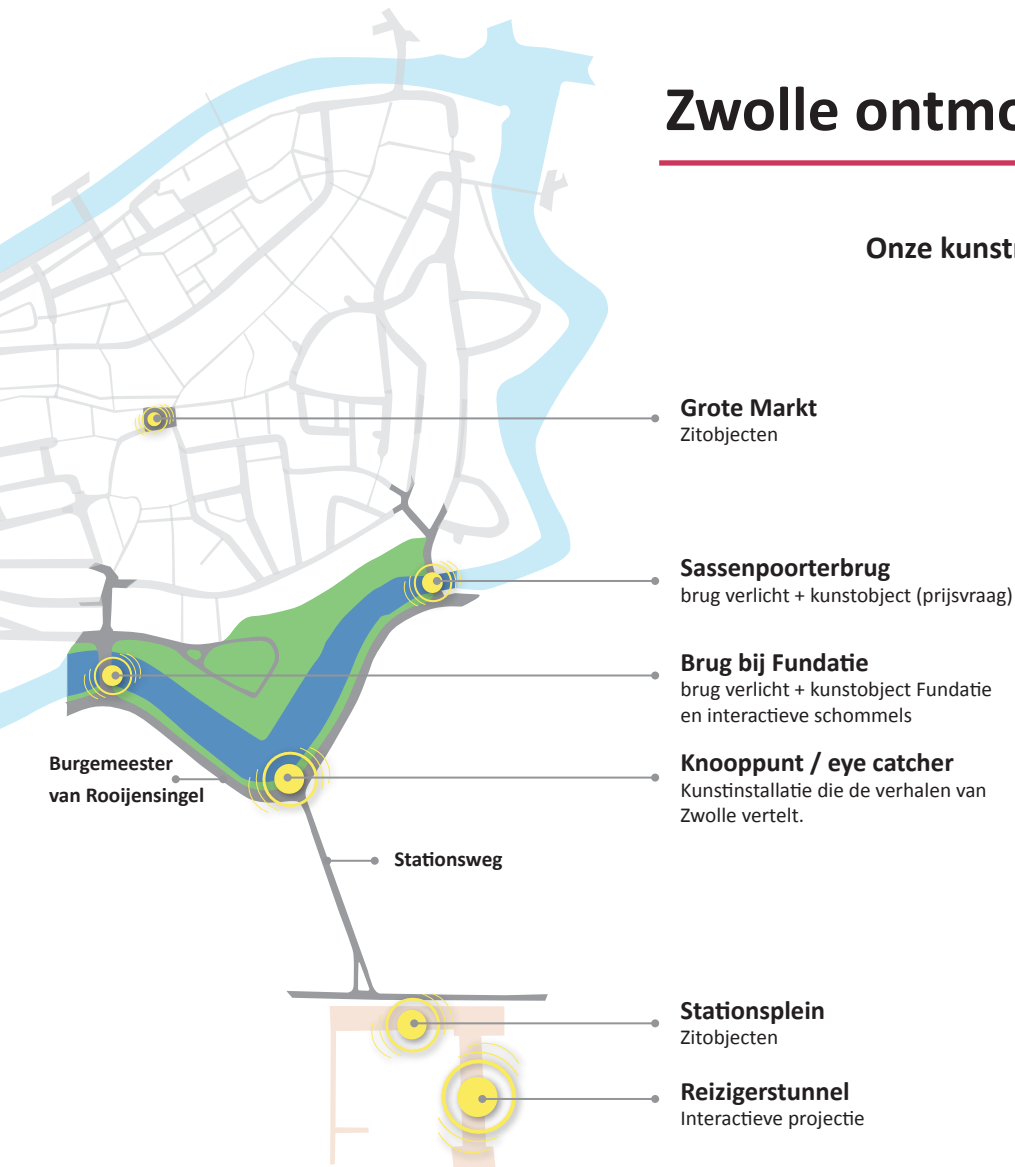 Zwolle
Onze
Grote Markt
Zitobjecten
Sassenpoorterbrug
brug verlicht + kunstobject (prijsvraag)
Brug bij Fundatie
brug verlicht + kunstobject Fundatie
en interactieve schommels
Burgemeester
van Rooijensingel
Knooppunt / eye catcher
Kunstinstallatie die de verhalen van
Zwolle vertelt.
Stationsweg
Stationsplein
Zitobjecten
Reizigerstunnel
Interactieve projectie